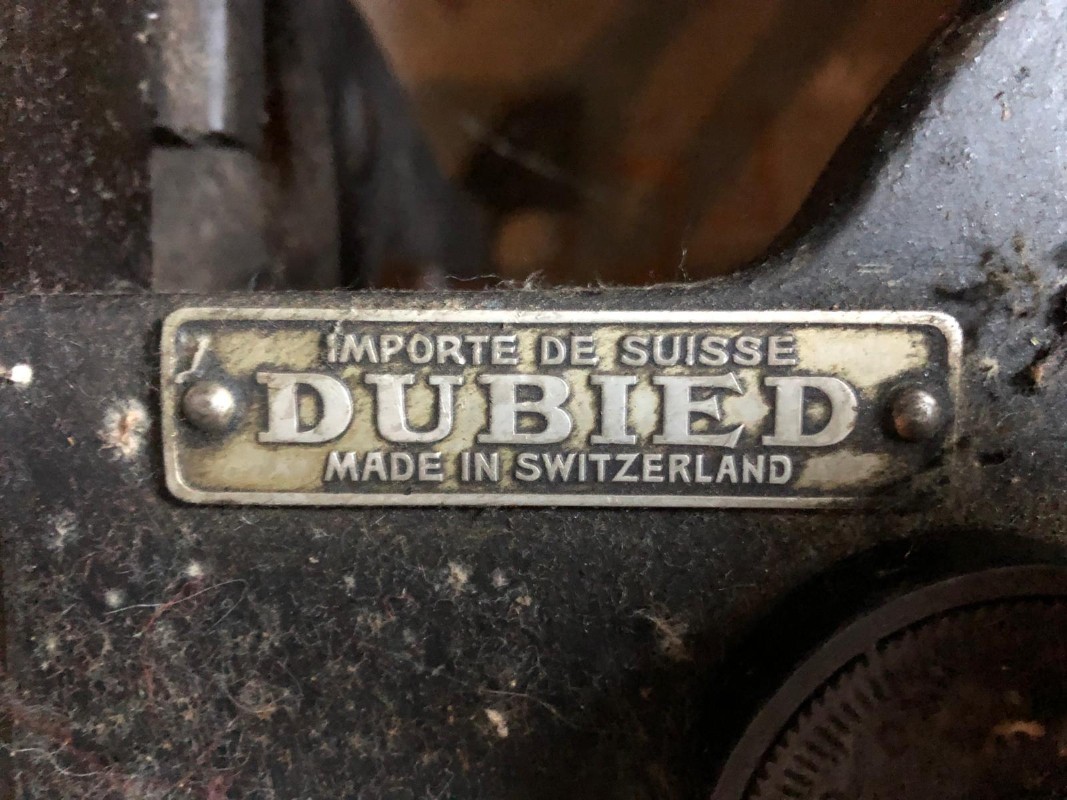 IMPORTE DE SUISSE
DUBIED
MADE IN SWITZERLAND